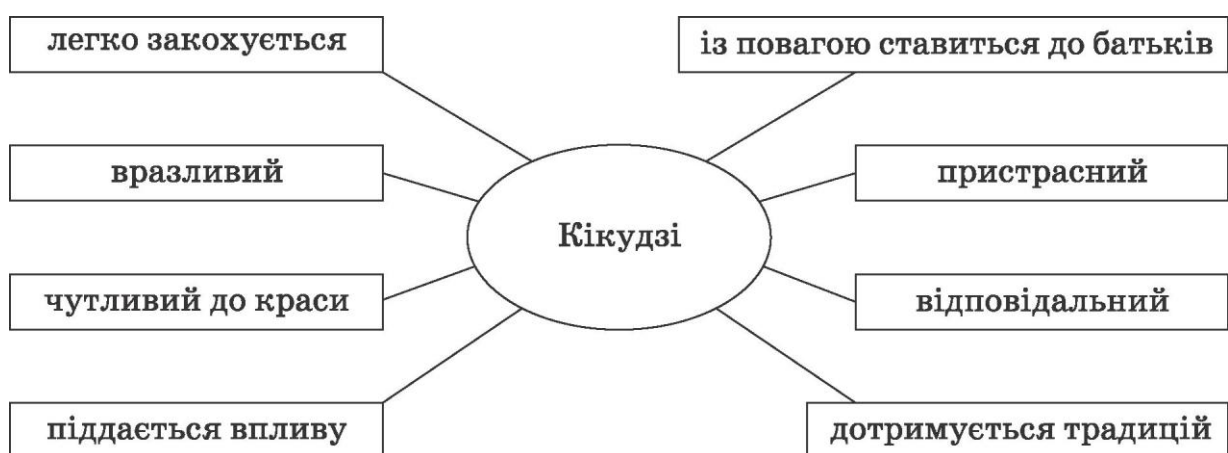 легко закохується
із повагою ставиться до батьків
вразливий
пристрасний
Кікудзі
чутливий до краси
відповідальний
піддається впливу
дотримується традицій